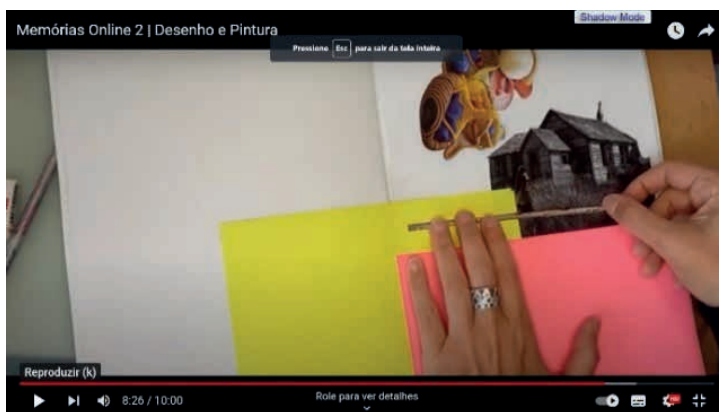 Memórias Online 2 | Desenho e Pintura
Shadow Mode
Pressione Esc para sair da tela inteira
Reproduzir (k)
8:26 / 10:00
Role para ver detalhes